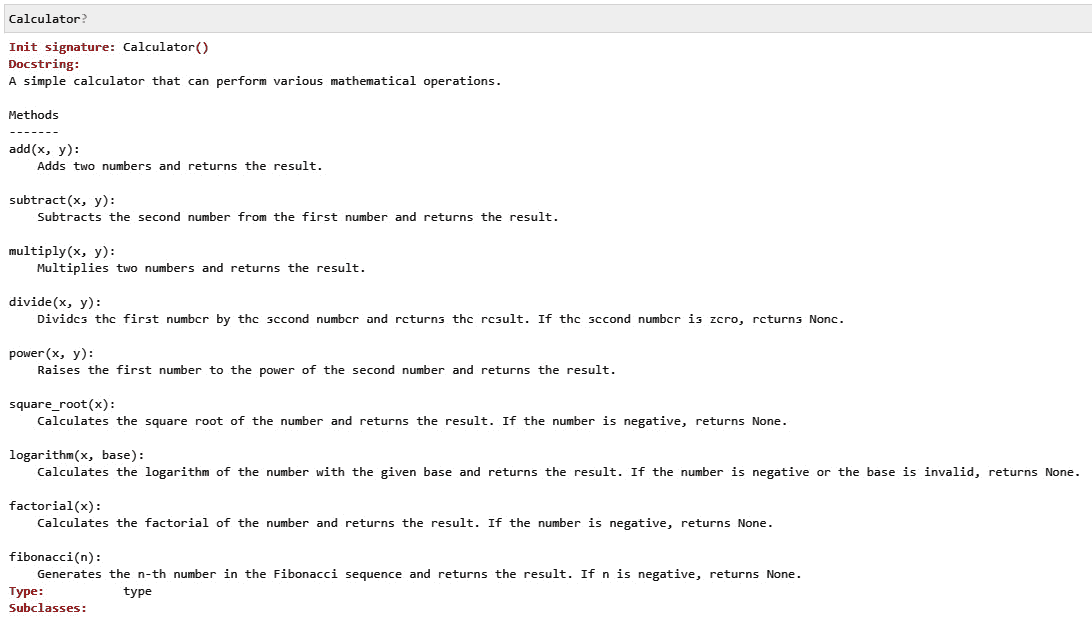 Calculator?
Init signature: Calculator()
Docstring:
A simple calculator that can perform various mathematical operations.
Methods
-------
add(x, y):
    Adds two numbers and returns the result.
subtract(x, y):
    Subtracts the second number from the first number and returns the result.
multiply(x, y):
    Multiplies two numbers and returns the result.
divide(x, y):
    Divides the first number by the second number and returns the result. If the second number is zero, returns None.
power(x, y):
    Raises the first number to the power of the second number and returns the result.
square_root(x):
    Calculates the square root of the number and returns the result. If the number is negative, returns None.
logarithm(x, base):
    Calculates the logarithm of the number with the given base and returns the result. If the number is negative or the base is invalid, returns None.
factorial(x):
    Calculates the factorial of the number and returns the result. If the number is negative, returns None.
fibonacci(n):
    Generates the n-th number in the Fibonacci sequence and returns the result. If n is negative, returns None.
Type:           type
Subclasses: